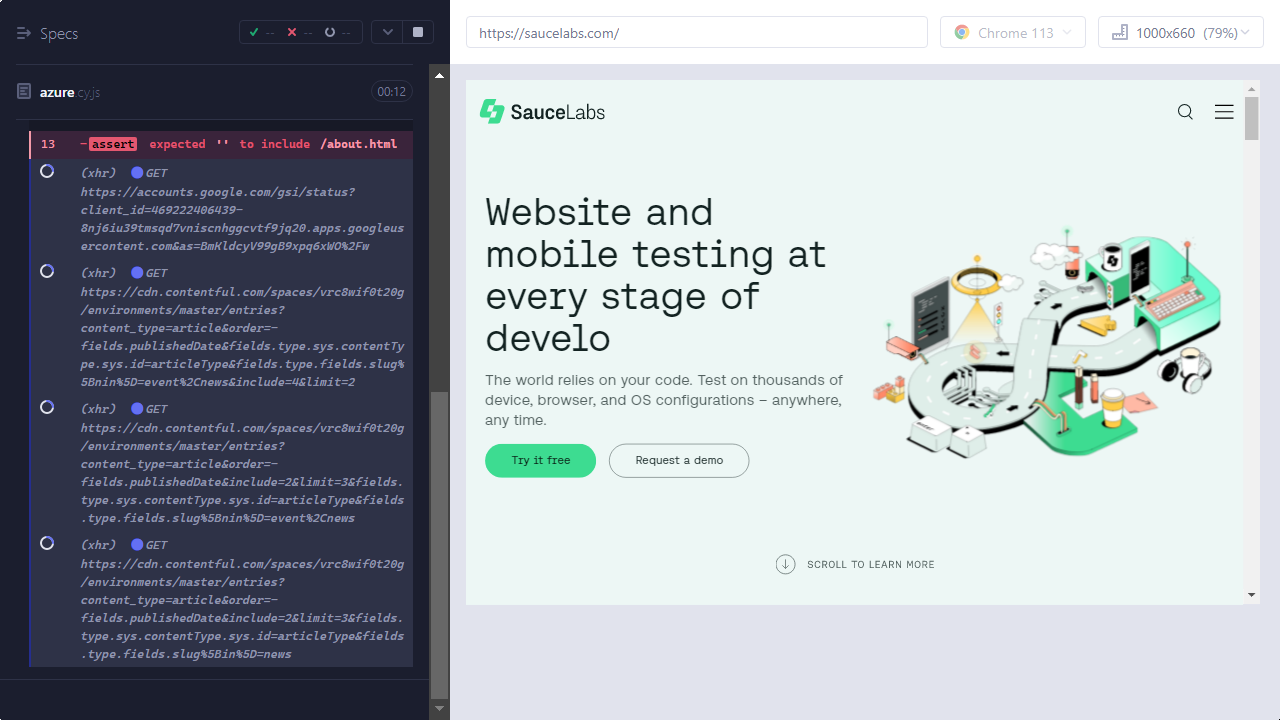 Specs
-- -- --
azure.cy.js 00:12
13 -assert expected '' to include /about.html
(xhr) GET
https://accounts.google.com/gsi/status?
client_id=469222406439-
8nj6iu39tmsqd7vniscnhggcvtf9jq20.apps.googleus
ercontent.com&as=BmKldcyV99gB9xpq6xWO%2Fw
(xhr) GET
https://cdn.contentful.com/spaces/vrc8wif0t20g
/environments/master/entries?
content_type=article&order=-
fields.publishedDate&fields.type.sys.contentTy
pe.sys.id=articleType&fields.type.fields.slug%
5Bnin%5D=event%2Cnews&include=4&limit=2
(xhr) GET
https://cdn.contentful.com/spaces/vrc8wif0t20g
/environments/master/entries?
content_type=article&order=-
fields.publishedDate&include=2&limit=3&fields.
type.sys.contentType.sys.id=articleType&fields
.type.fields.slug%5Bnin%5D=event%2Cnews
(xhr) GET
https://cdn.contentful.com/spaces/vrc8wif0t20g
/environments/master/entries?
content_type=article&order=-
fields.publishedDate&include=2&limit=3&fields.
type.sys.contentType.sys.id=articleType&fields
.type.fields.slug%5Bin%5D=news
https://saucelabs.com/
Chrome 113
1000x660 (79%)
SauceLabs
Website and
mobile testing at
every stage of
develo
The world relies on your code. Test on thousands of
device, browser, and OS configurations – anywhere,
any time.
Try it free
Request a demo
SCROLL TO LEARN MORE